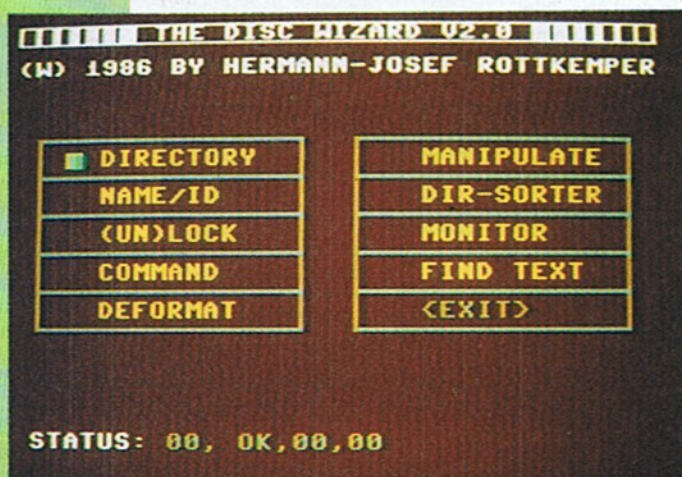 THE DISC WIZARD V2.0
(W) 1986 BY HERMANN-JOSEF ROTTKEMPER
DIRECTORY
NAME/ID
(UN)LOCK
COMMAND
DEFORMAT
MANIPULATE
DIR-SORTER
MONITOR
FIND TEXT
<EXIT>
STATUS: 00, OK,00,00